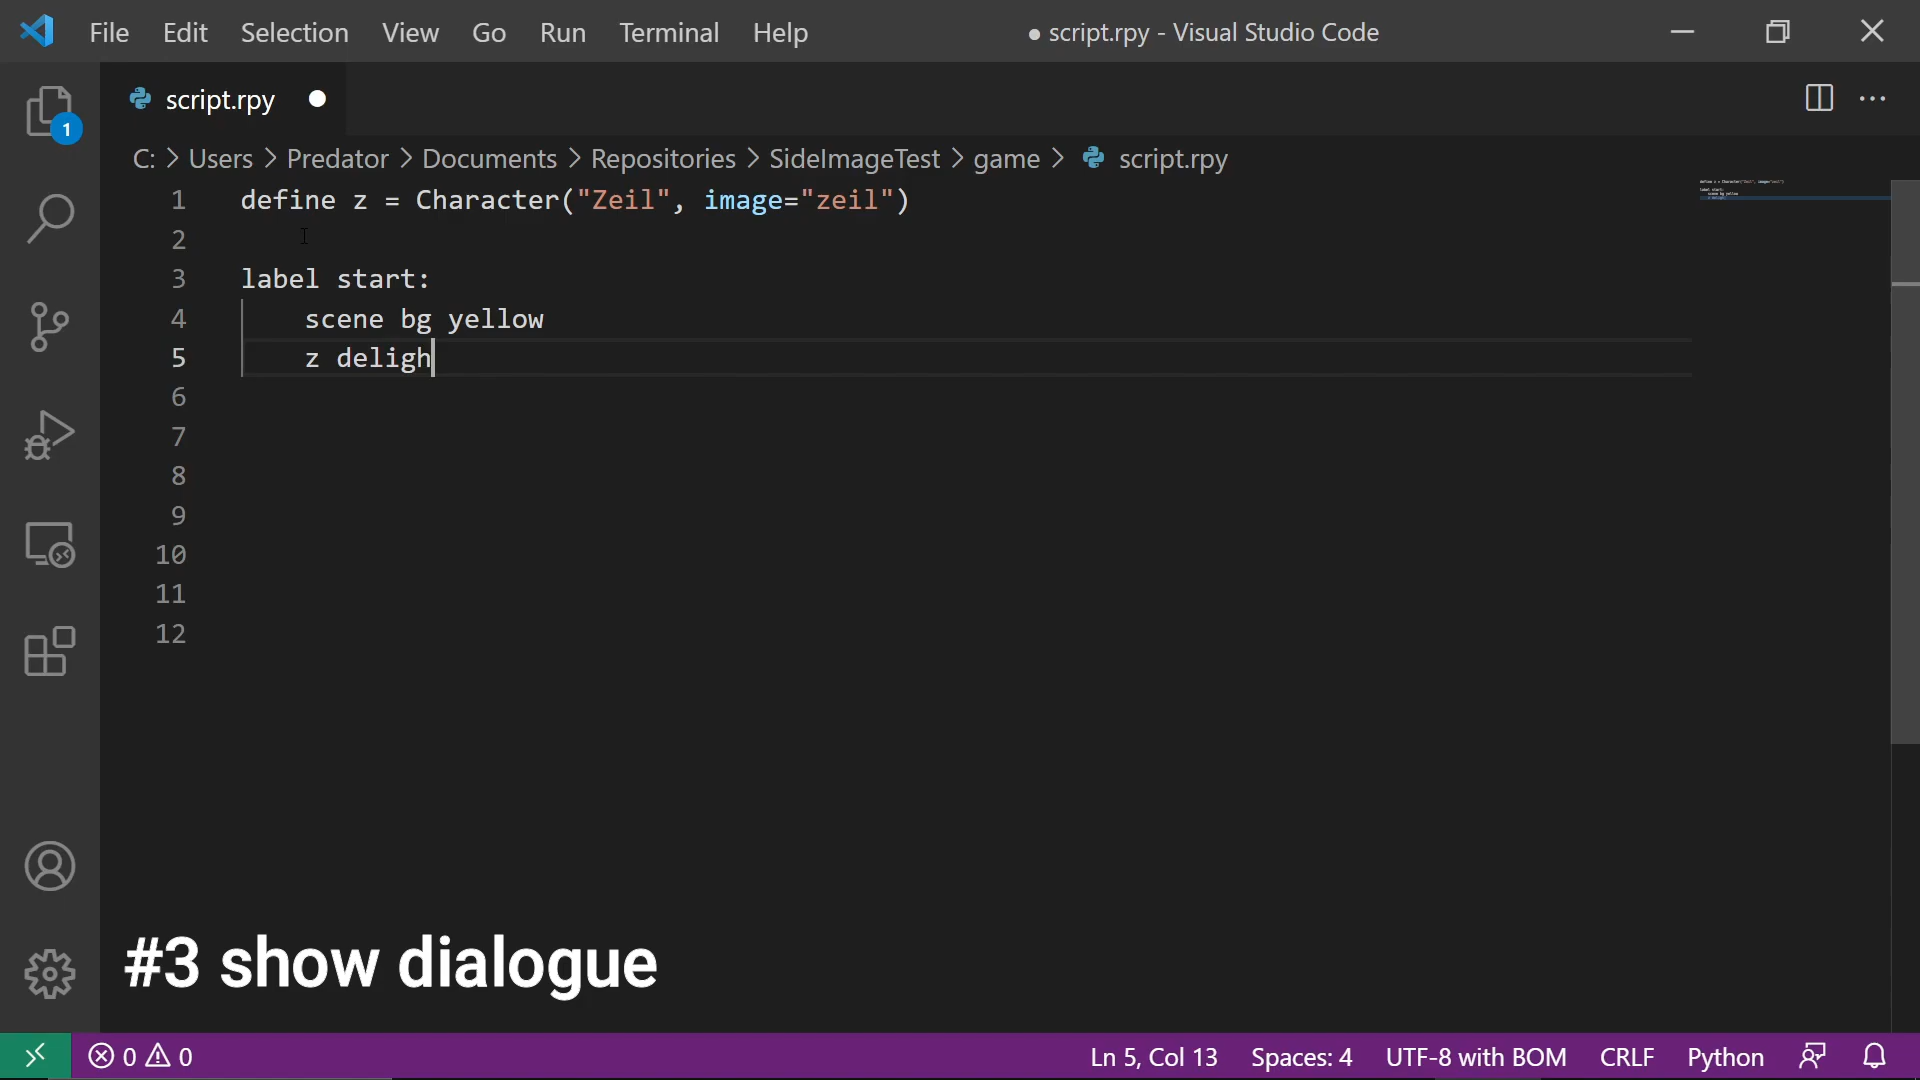 File Edit Selection View Go Run Terminal Help ● script.rpy - Visual Studio Code
script.rpy ●
C: > Users > Predator > Documents > Repositories > SideImageTest > game > script.rpy
1 define z = Character("Zeil", image="zeil")
2
3 label start:
4 scene bg yellow
5 z deligh
6
7
8
9
10
11
12
1
#3 show dialogue
0 0 Ln 5, Col 13 Spaces: 4 UTF-8 with BOM CRLF Python